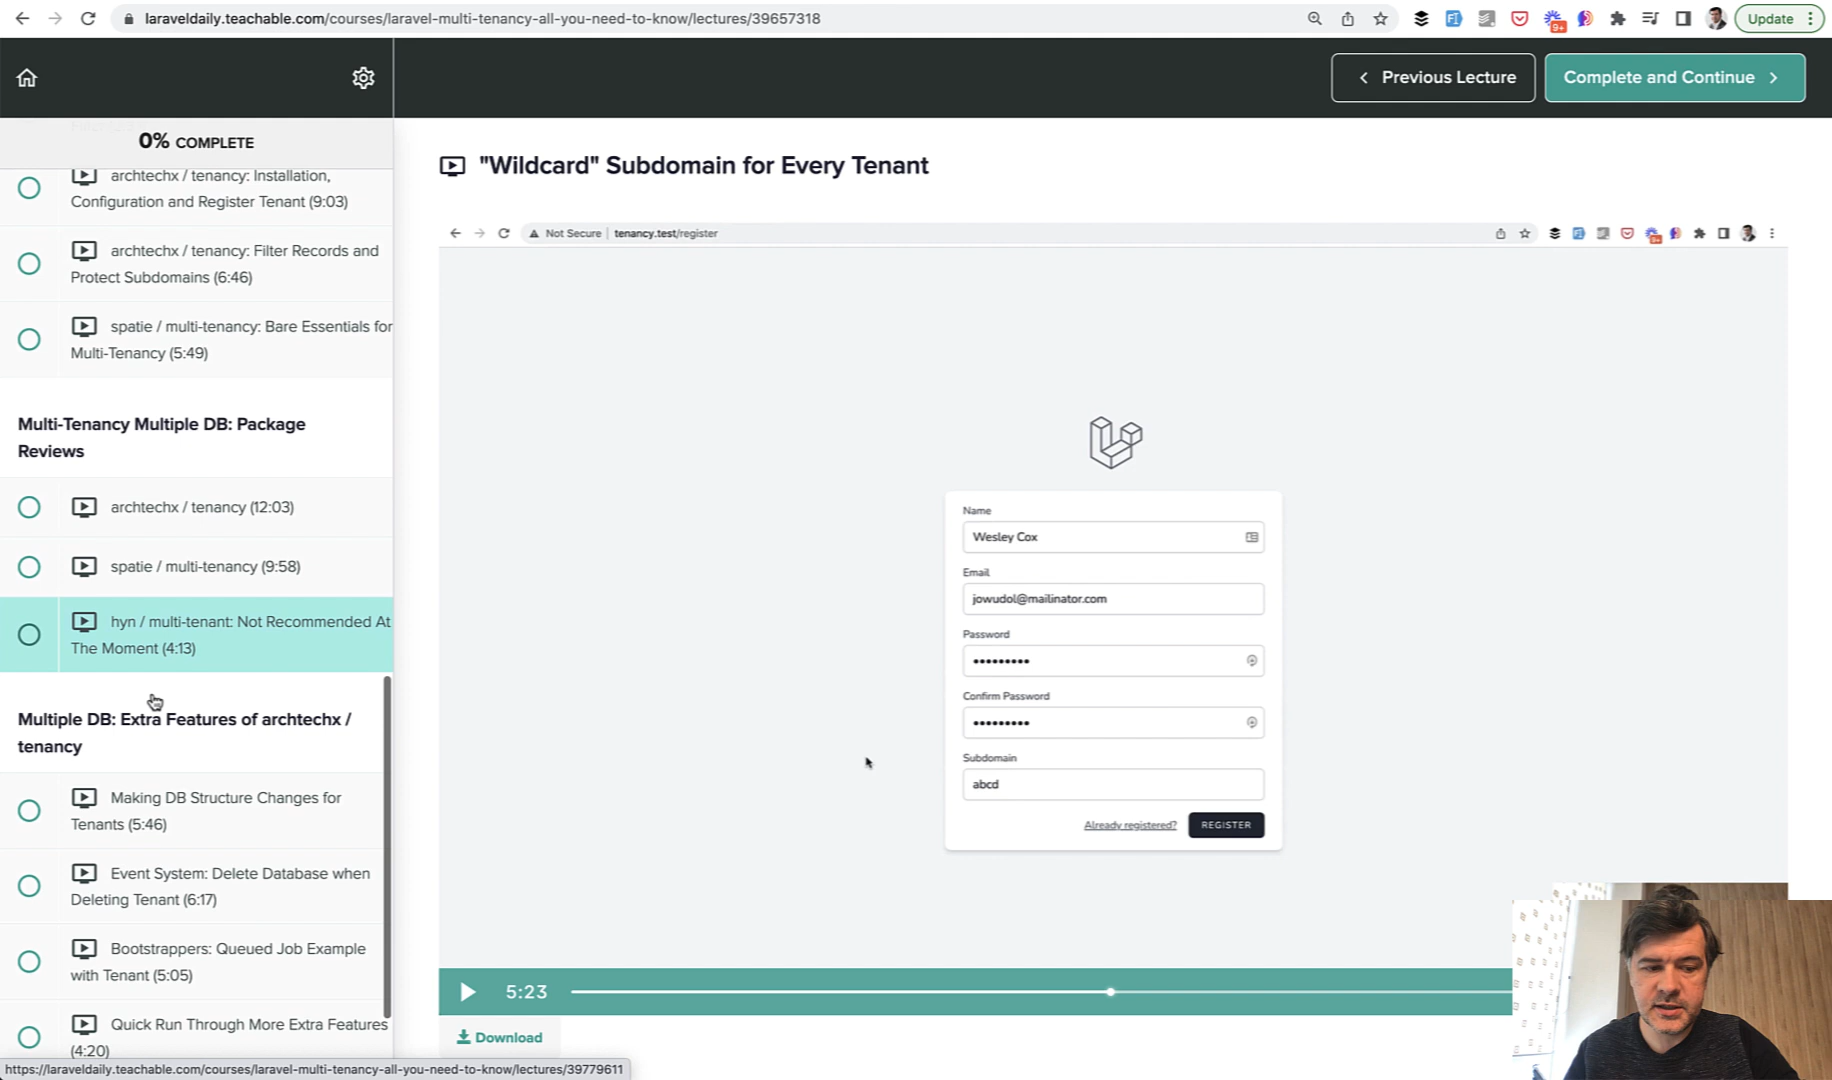 laraveldaily.teachable.com/courses/laravel-multi-tenancy-all-you-need-to-know/lectures/39657318
9+
Update
Previous Lecture
Complete and Continue
0% COMPLETE
archtechx / tenancy: Installation,
Configuration and Register Tenant (9:03)
archtechx / tenancy: Filter Records and
Protect Subdomains (6:46)
spatie / multi-tenancy: Bare Essentials for
Multi-Tenancy (5:49)
Multi-Tenancy Multiple DB: Package
Reviews
archtechx / tenancy (12:03)
spatie / multi-tenancy (9:58)
hyn / multi-tenant: Not Recommended At
The Moment (4:13)
Multiple DB: Extra Features of archtechx /
tenancy
Making DB Structure Changes for
Tenants (5:46)
Event System: Delete Database when
Deleting Tenant (6:17)
Bootstrappers: Queued Job Example
with Tenant (5:05)
Quick Run Through More Extra Features
(4:20)
https://laraveldaily.teachable.com/courses/laravel-multi-tenancy-all-you-need-to-know/lectures/39779611
"Wildcard" Subdomain for Every Tenant
Not Secure | tenancy.test/register
Name
Wesley Cox
Email
jowudol@mailinator.com
Password
•••••••••
Confirm Password
•••••••••
Subdomain
abcd
Already registered?
REGISTER
5:23
Download